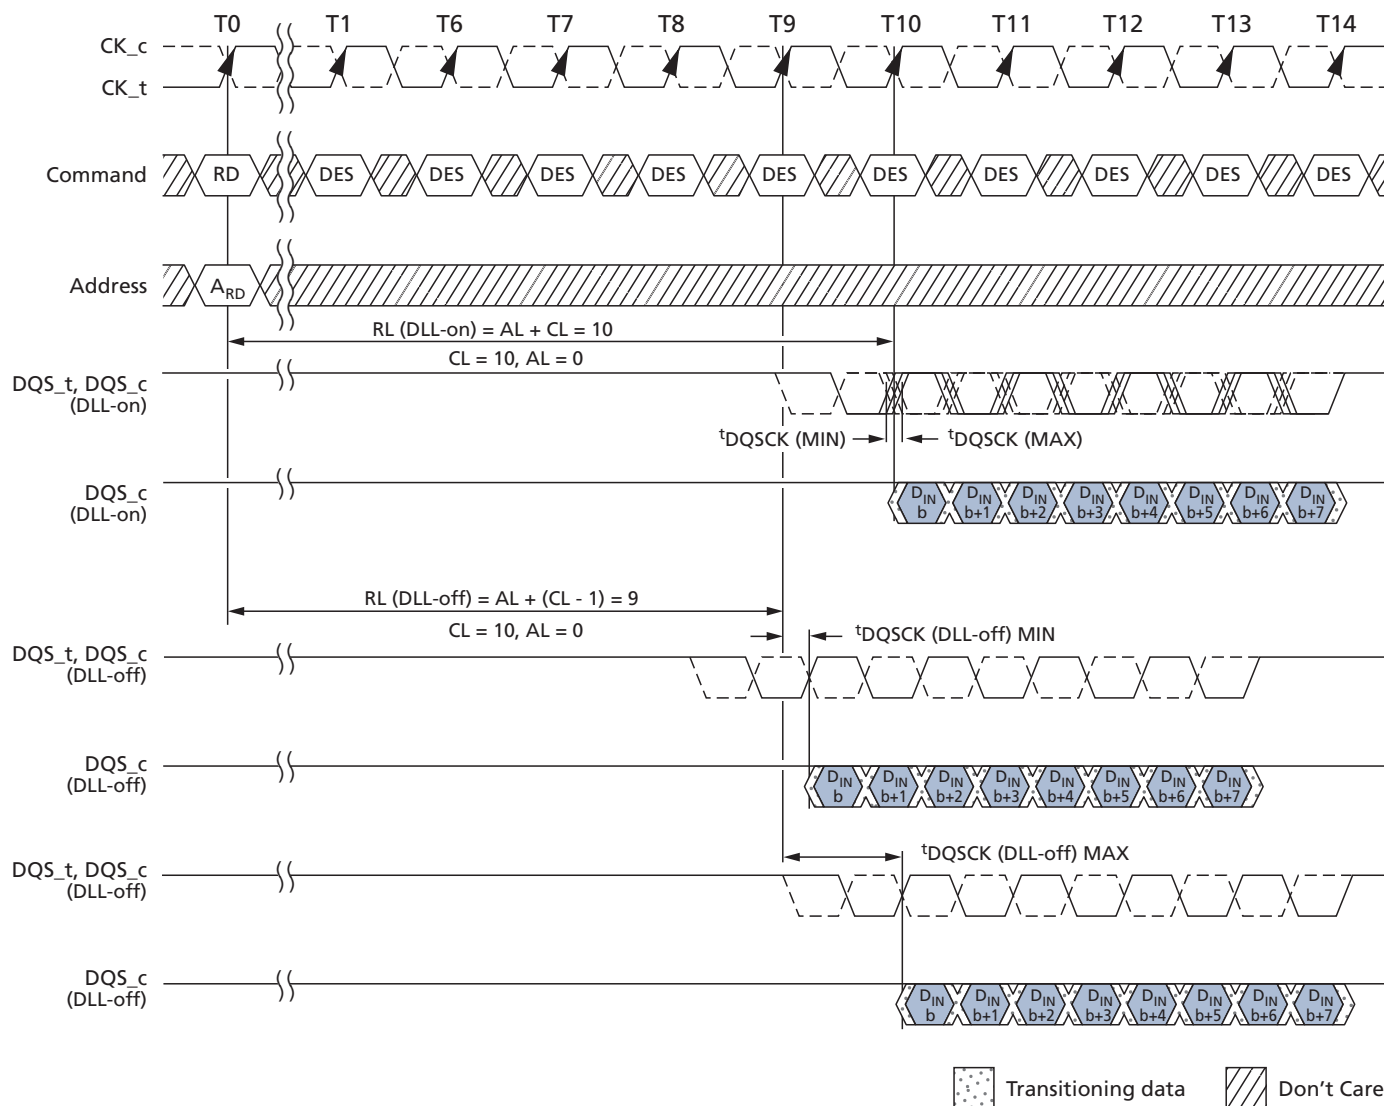 T0 T1 T6 T7 T8 T9 T10 T11 T12 T13 T14
CK_c
CK_t
Command RD DES DES DES DES DES DES DES DES DES DES
Address ARD
RL (DLL-on) = AL + CL = 10
CL = 10, AL = 0
DQS_t, DQS_c
(DLL-on)
tDQSCK (MIN) tDQSCK (MAX)
DQS_c
(DLL-on)
DIN DIN DIN DIN DIN DIN DIN DIN
b b+1 b+2 b+3 b+4 b+5 b+6 b+7
RL (DLL-off) = AL + (CL - 1) = 9
CL = 10, AL = 0
tDQSCK (DLL-off) MIN
DQS_t, DQS_c
(DLL-off)
DQS_c
(DLL-off)
DIN DIN DIN DIN DIN DIN DIN DIN
b b+1 b+2 b+3 b+4 b+5 b+6 b+7
tDQSCK (DLL-off) MAX
DQS_t, DQS_c
(DLL-off)
DQS_c
(DLL-off)
DIN DIN DIN DIN DIN DIN DIN DIN
b b+1 b+2 b+3 b+4 b+5 b+6 b+7
Transitioning data Don't Care